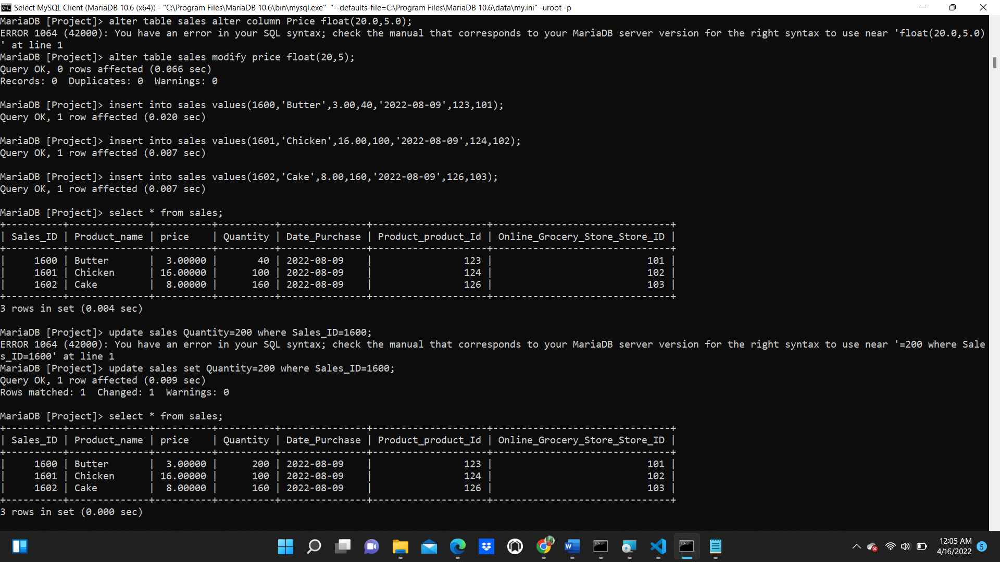 Select MySQL Client (MariaDB 10.6 (x64)) - "C:\Program Files\MariaDB 10.6\bin\mysql.exe"  "--defaults-file=C:\Program Files\MariaDB 10.6\data\my.ini" -uroot -p
MariaDB [Project]> alter table sales alter column Price float(20.0,5.0);
ERROR 1064 (42000): You have an error in your SQL syntax; check the manual that corresponds to your MariaDB server version for the right syntax to use near 'float(20.0,5.0)
' at line 1
MariaDB [Project]> alter table sales modify price float(20,5);
Query OK, 0 rows affected (0.066 sec)
Records: 0  Duplicates: 0  Warnings: 0
MariaDB [Project]> insert into sales values(1600,'Butter',3.00,40,'2022-08-09',123,101);
Query OK, 1 row affected (0.020 sec)
MariaDB [Project]> insert into sales values(1601,'Chicken',16.00,100,'2022-08-09',124,102);
Query OK, 1 row affected (0.007 sec)
MariaDB [Project]> insert into sales values(1602,'Cake',8.00,160,'2022-08-09',126,103);
Query OK, 1 row affected (0.007 sec)
MariaDB [Project]> select * from sales;
+----------+---------------+----------+----------+---------------+--------------------+-------------------------------+
| Sales_ID | Product_name | price    | Quantity | Date_Purchase | Product_product_Id | Online_Grocery_Store_Store_ID |
+----------+---------------+----------+----------+---------------+--------------------+-------------------------------+
|     1600 | Butter       |  3.00000 |       40 | 2022-08-09    |                123 |                           101 |
|     1601 | Chicken      | 16.00000 |      100 | 2022-08-09    |                124 |                           102 |
|     1602 | Cake         |  8.00000 |      160 | 2022-08-09    |                126 |                           103 |
+----------+---------------+----------+----------+---------------+--------------------+-------------------------------+
3 rows in set (0.004 sec)
MariaDB [Project]> update sales Quantity=200 where Sales_ID=1600;
ERROR 1064 (42000): You have an error in your SQL syntax; check the manual that corresponds to your MariaDB server version for the right syntax to use near '=200 where Sale
s_ID=1600' at line 1
MariaDB [Project]> update sales set Quantity=200 where Sales_ID=1600;
Query OK, 1 row affected (0.009 sec)
Rows matched: 1  Changed: 1  Warnings: 0
MariaDB [Project]> select * from sales;
+----------+---------------+----------+----------+---------------+--------------------+-------------------------------+
| Sales_ID | Product_name | price    | Quantity | Date_Purchase | Product_product_Id | Online_Grocery_Store_Store_ID |
+----------+---------------+----------+----------+---------------+--------------------+-------------------------------+
|     1600 | Butter       |  3.00000 |      200 | 2022-08-09    |                123 |                           101 |
|     1601 | Chicken      | 16.00000 |      100 | 2022-08-09    |                124 |                           102 |
|     1602 | Cake         |  8.00000 |      160 | 2022-08-09    |                126 |                           103 |
+----------+---------------+----------+----------+---------------+--------------------+-------------------------------+
3 rows in set (0.000 sec)
12:05 AM
4/16/2022
5